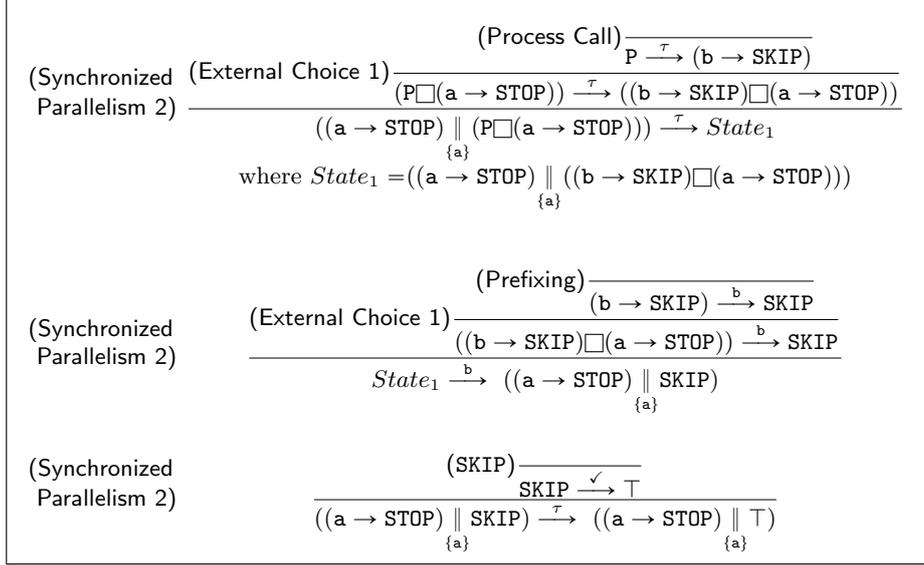 (Process Call)
P τ⟶ (b → SKIP)
(Synchronized Parallelism 2)
(External Choice 1)
(P□(a → STOP)) τ⟶ ((b → SKIP)□(a → STOP))
((a → STOP) ∥{a} (P□(a → STOP))) τ⟶ State₁
where State₁ =((a → STOP) ∥{a} ((b → SKIP)□(a → STOP)))
(Prefixing)
(b → SKIP) b⟶ SKIP
(Synchronized Parallelism 2)
(External Choice 1)
((b → SKIP)□(a → STOP)) b⟶ SKIP
State₁ b⟶ ((a → STOP) ∥{a} SKIP)
(Synchronized Parallelism 2)
(SKIP)
SKIP ✓⟶ ⊤
((a → STOP) ∥{a} SKIP) τ⟶ ((a → STOP) ∥{a} ⊤)